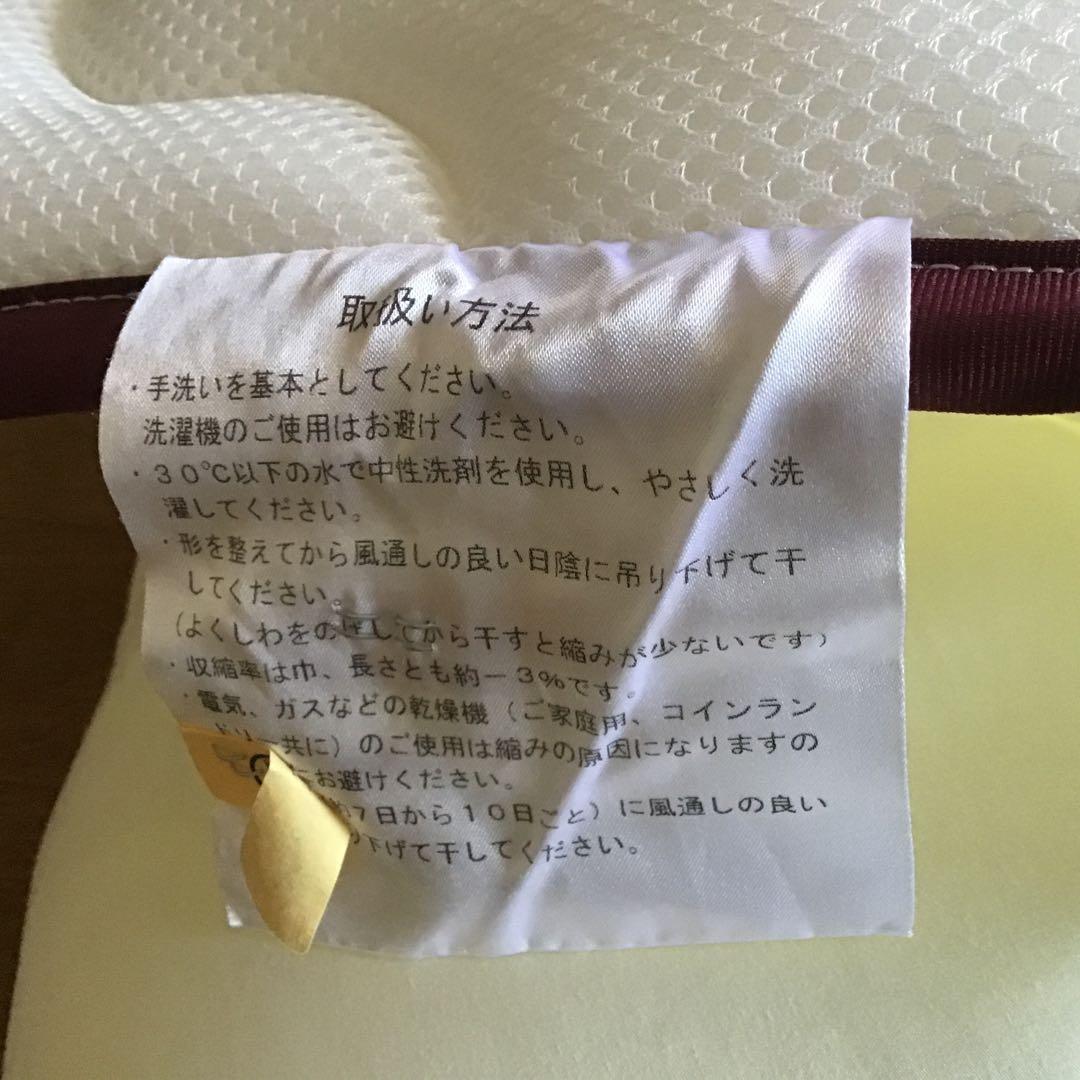 取扱い方法
・手洗いを基本としてください。
洗濯機のご使用はお避けください。
・30℃以下の水で中性洗剤を使用し、やさしく洗
濯してください。
・形を整えてから風通しの良い日陰に吊り下げて干
してください。
(よくしわをのばしてから干すと縮みが少ないです)
・収縮率は巾、長さとも約－3%です。
・電気、ガスなどの乾燥機(ご家庭用、コインラン
ドリー共に)のご使用は縮みの原因になりますの
お避けください。
7日から10日ごと)に風通しの良い
下げて干してください。